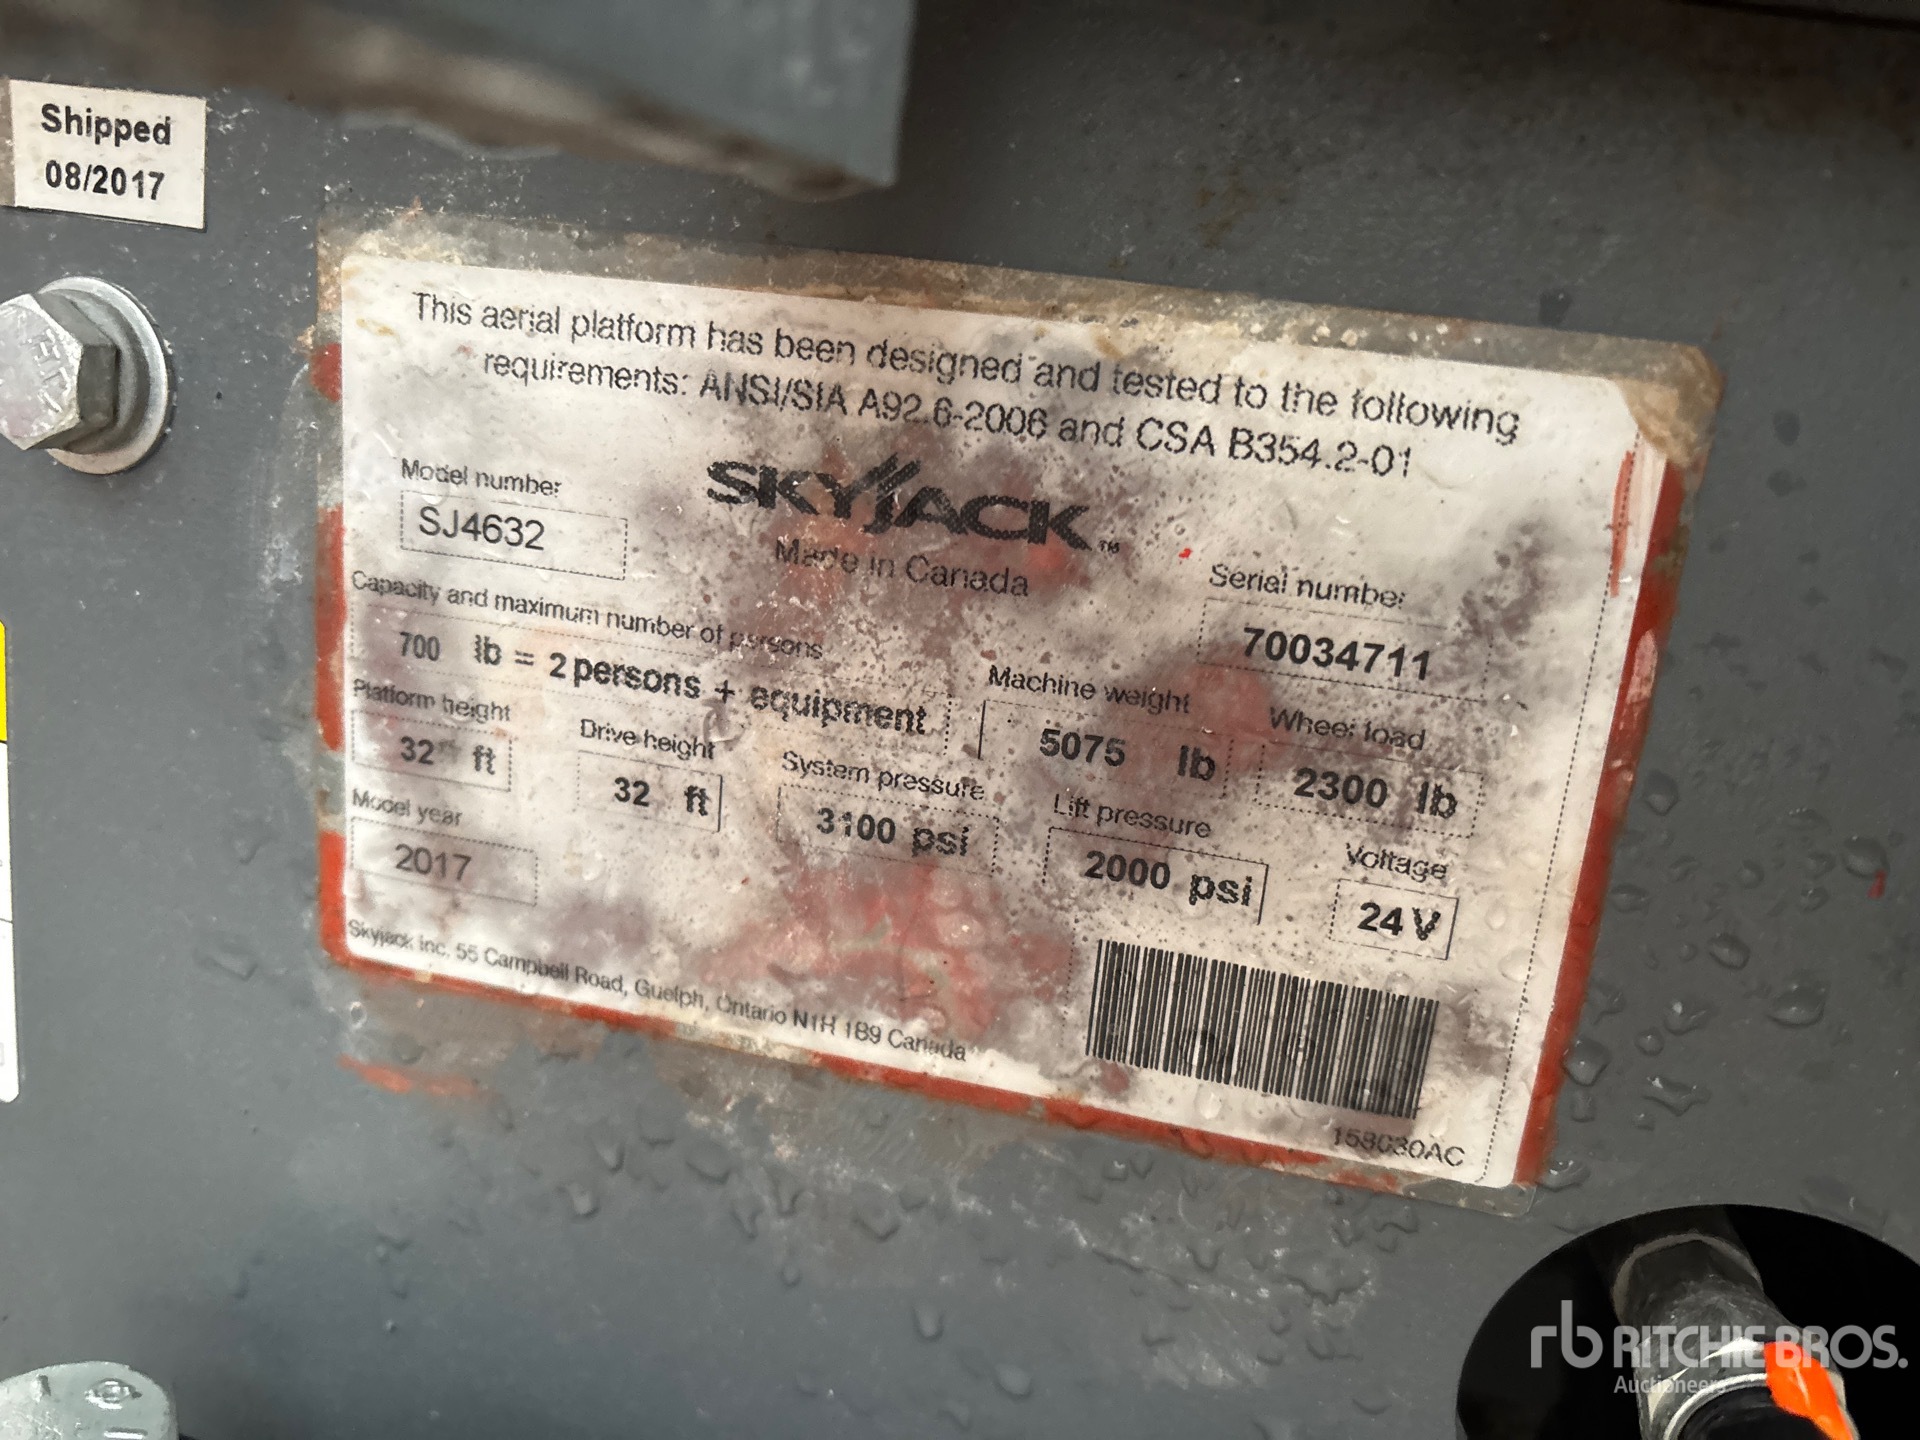 Shipped
08/2017
This aerial platform has been designed and tested to the following
requirements: ANSI/SIA A92.6-2006 and CSA B354.2-01
SKYJACK™
Made in Canada
Model number
SJ4632
Serial number
70034711
Capacity and maximum number of persons
700 lb = 2 persons + equipment
Machine weight
5075 lb
Wheel load
2300 lb
Platform height
32 ft
Drive height
32 ft
System pressure
3100 psi
Lift pressure
2000 psi
Voltage
24 V
Model year
2017
Skyjack Inc, 55 Campbell Road, Guelph, Ontario N1H 1B9 Canada
158030AC
rb RITCHIE BROS.
Auctioneers